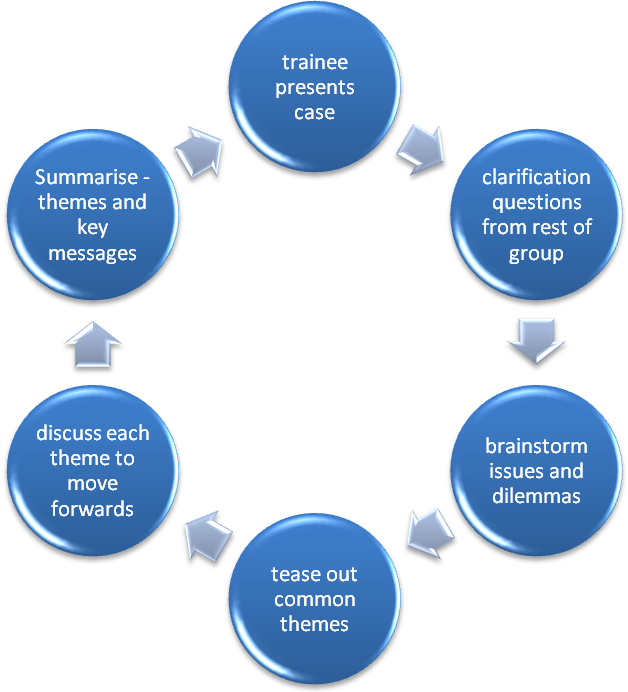 trainee
presents
case
clarification
questions
from rest of
group
brainstorm
issues and
dilemmas
tease out
common
themes
discuss each
theme to
move
forwards
Summarise -
themes and
key
messages